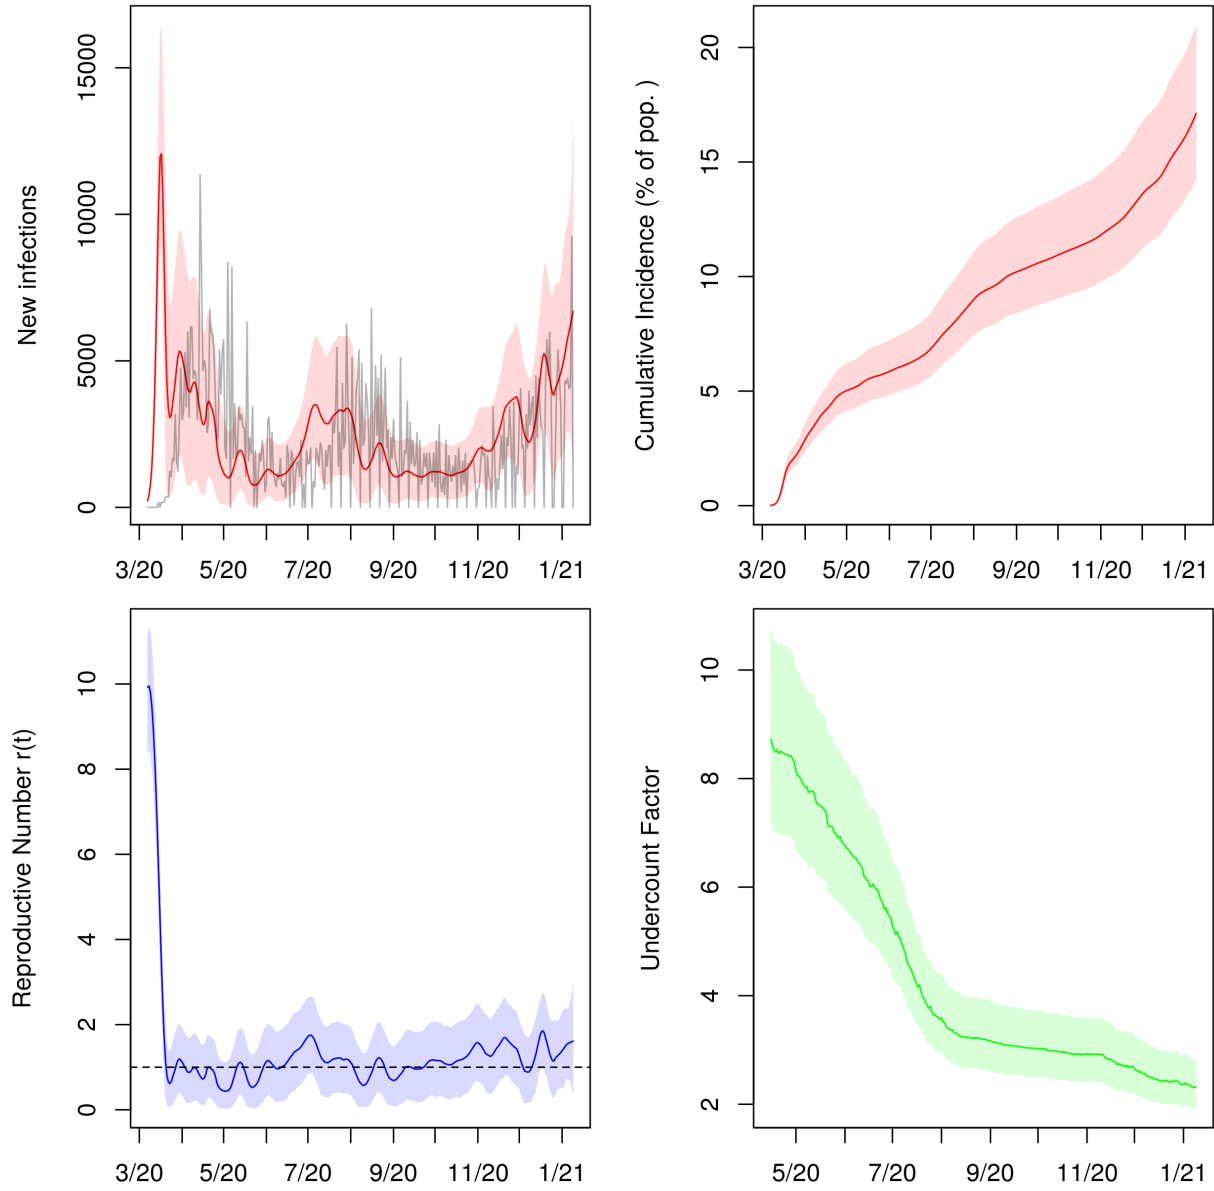 New infections
0
5000
10000
15000
3/20 5/20 7/20 9/20 11/20 1/21
Cumulative Incidence (% of pop. )
0
5
10
15
20
3/20 5/20 7/20 9/20 11/20 1/21
Reproductive Number r(t)
0
2
4
6
8
10
3/20 5/20 7/20 9/20 11/20 1/21
Undercount Factor
2
4
6
8
10
5/20 7/20 9/20 11/20 1/21